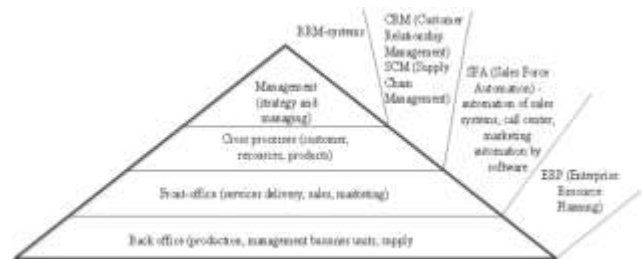 BRM-systems
CRM (Customer
Relationship
Management)
SCM (Supply
Chain
Management)
SFA (Sales Force
Automation) -
automation of sales
systems, call center,
marketing
automation by
software
ERP (Enterprise
Resource
Planning)
Management
(strategy and
managing)
Cross processes (customer,
resources, products)
Front-office (services delivery, sales, marketing)
Back office (production, management business units, supply